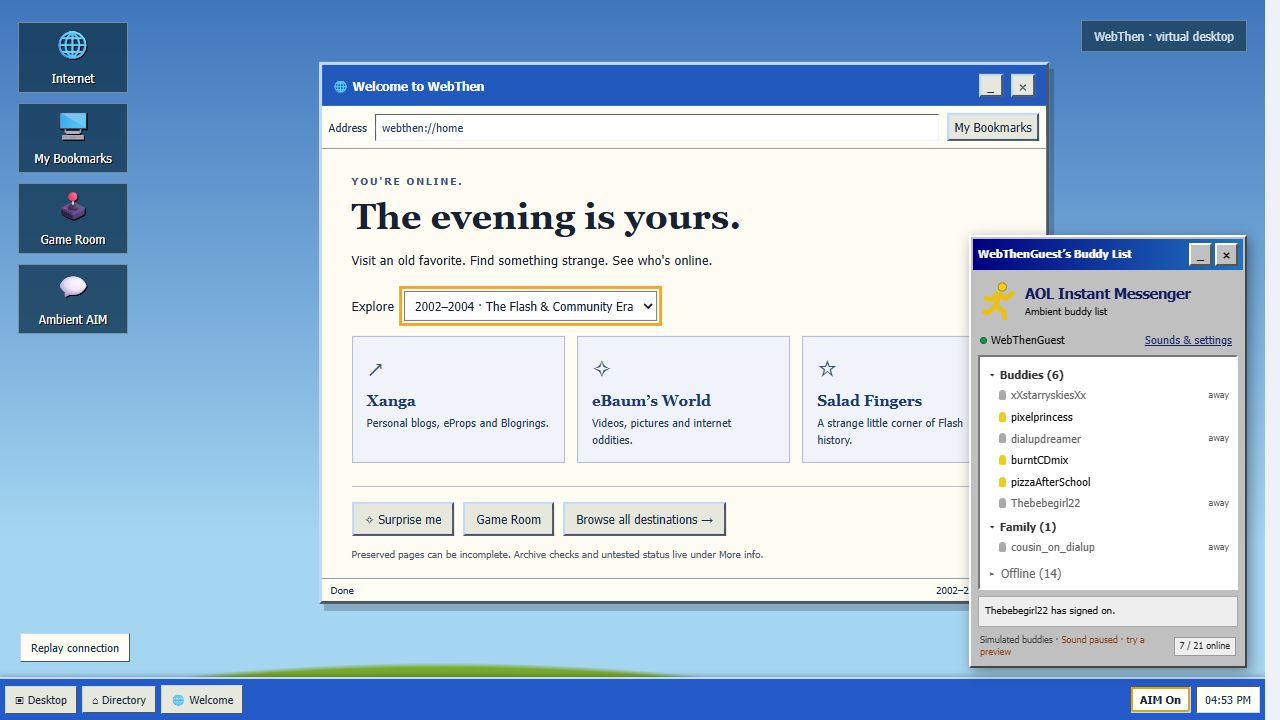 Internet
My Bookmarks
Game Room
Ambient AIM
WebThen · virtual desktop
Welcome to WebThen
_ ×
Address webthen://home My Bookmarks
YOU'RE ONLINE.
The evening is yours.
Visit an old favorite. Find something strange. See who's online.
Explore 2002–2004 · The Flash & Community Era
Xanga
Personal blogs, eProps and Blogrings.
eBaum's World
Videos, pictures and internet
oddities.
Salad Fingers
A strange little corner of Flash
history.
✧ Surprise me Game Room Browse all destinations →
Preserved pages can be incomplete. Archive checks and untested status live under More info.
Done 2002–2
WebThenGuest's Buddy List
_ ×
AOL Instant Messenger
Ambient buddy list
WebThenGuest Sounds & settings
Buddies (6)
xXstarryskiesXx away
pixelprincess
dialupdreamer away
burntCDmix
pizzaAfterSchool
Thebebegirl22 away
Family (1)
cousin_on_dialup away
Offline (14)
Thebebegirl22 has signed on.
Simulated buddies · Sound paused · try a
preview
7 / 21 online
Replay connection
Desktop Directory Welcome AIM On 04:53 PM